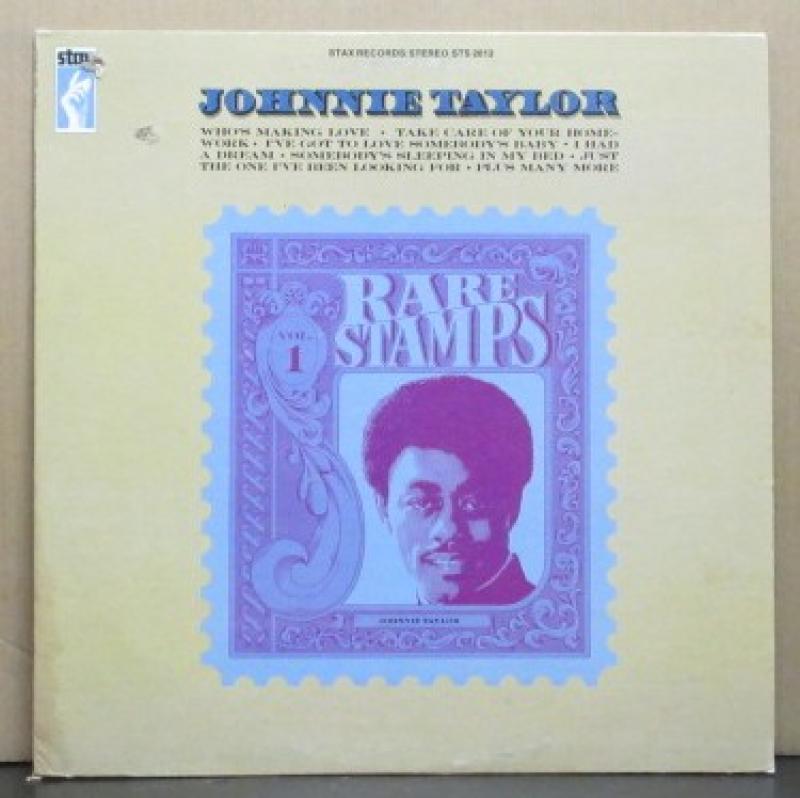 stax
STAX RECORDS STEREO STS-2012
JOHNNIE TAYLOR
WHO'S MAKING LOVE • TAKE CARE OF YOUR HOME-
WORK • I'VE GOT TO LOVE SOMEBODY'S BABY • I HAD
A DREAM • SOMEBODY'S SLEEPING IN MY BED • JUST
THE ONE I'VE BEEN LOOKING FOR • PLUS MANY MORE
RARE
STAMPS
VOL.
1
JOHNNIE TAYLOR